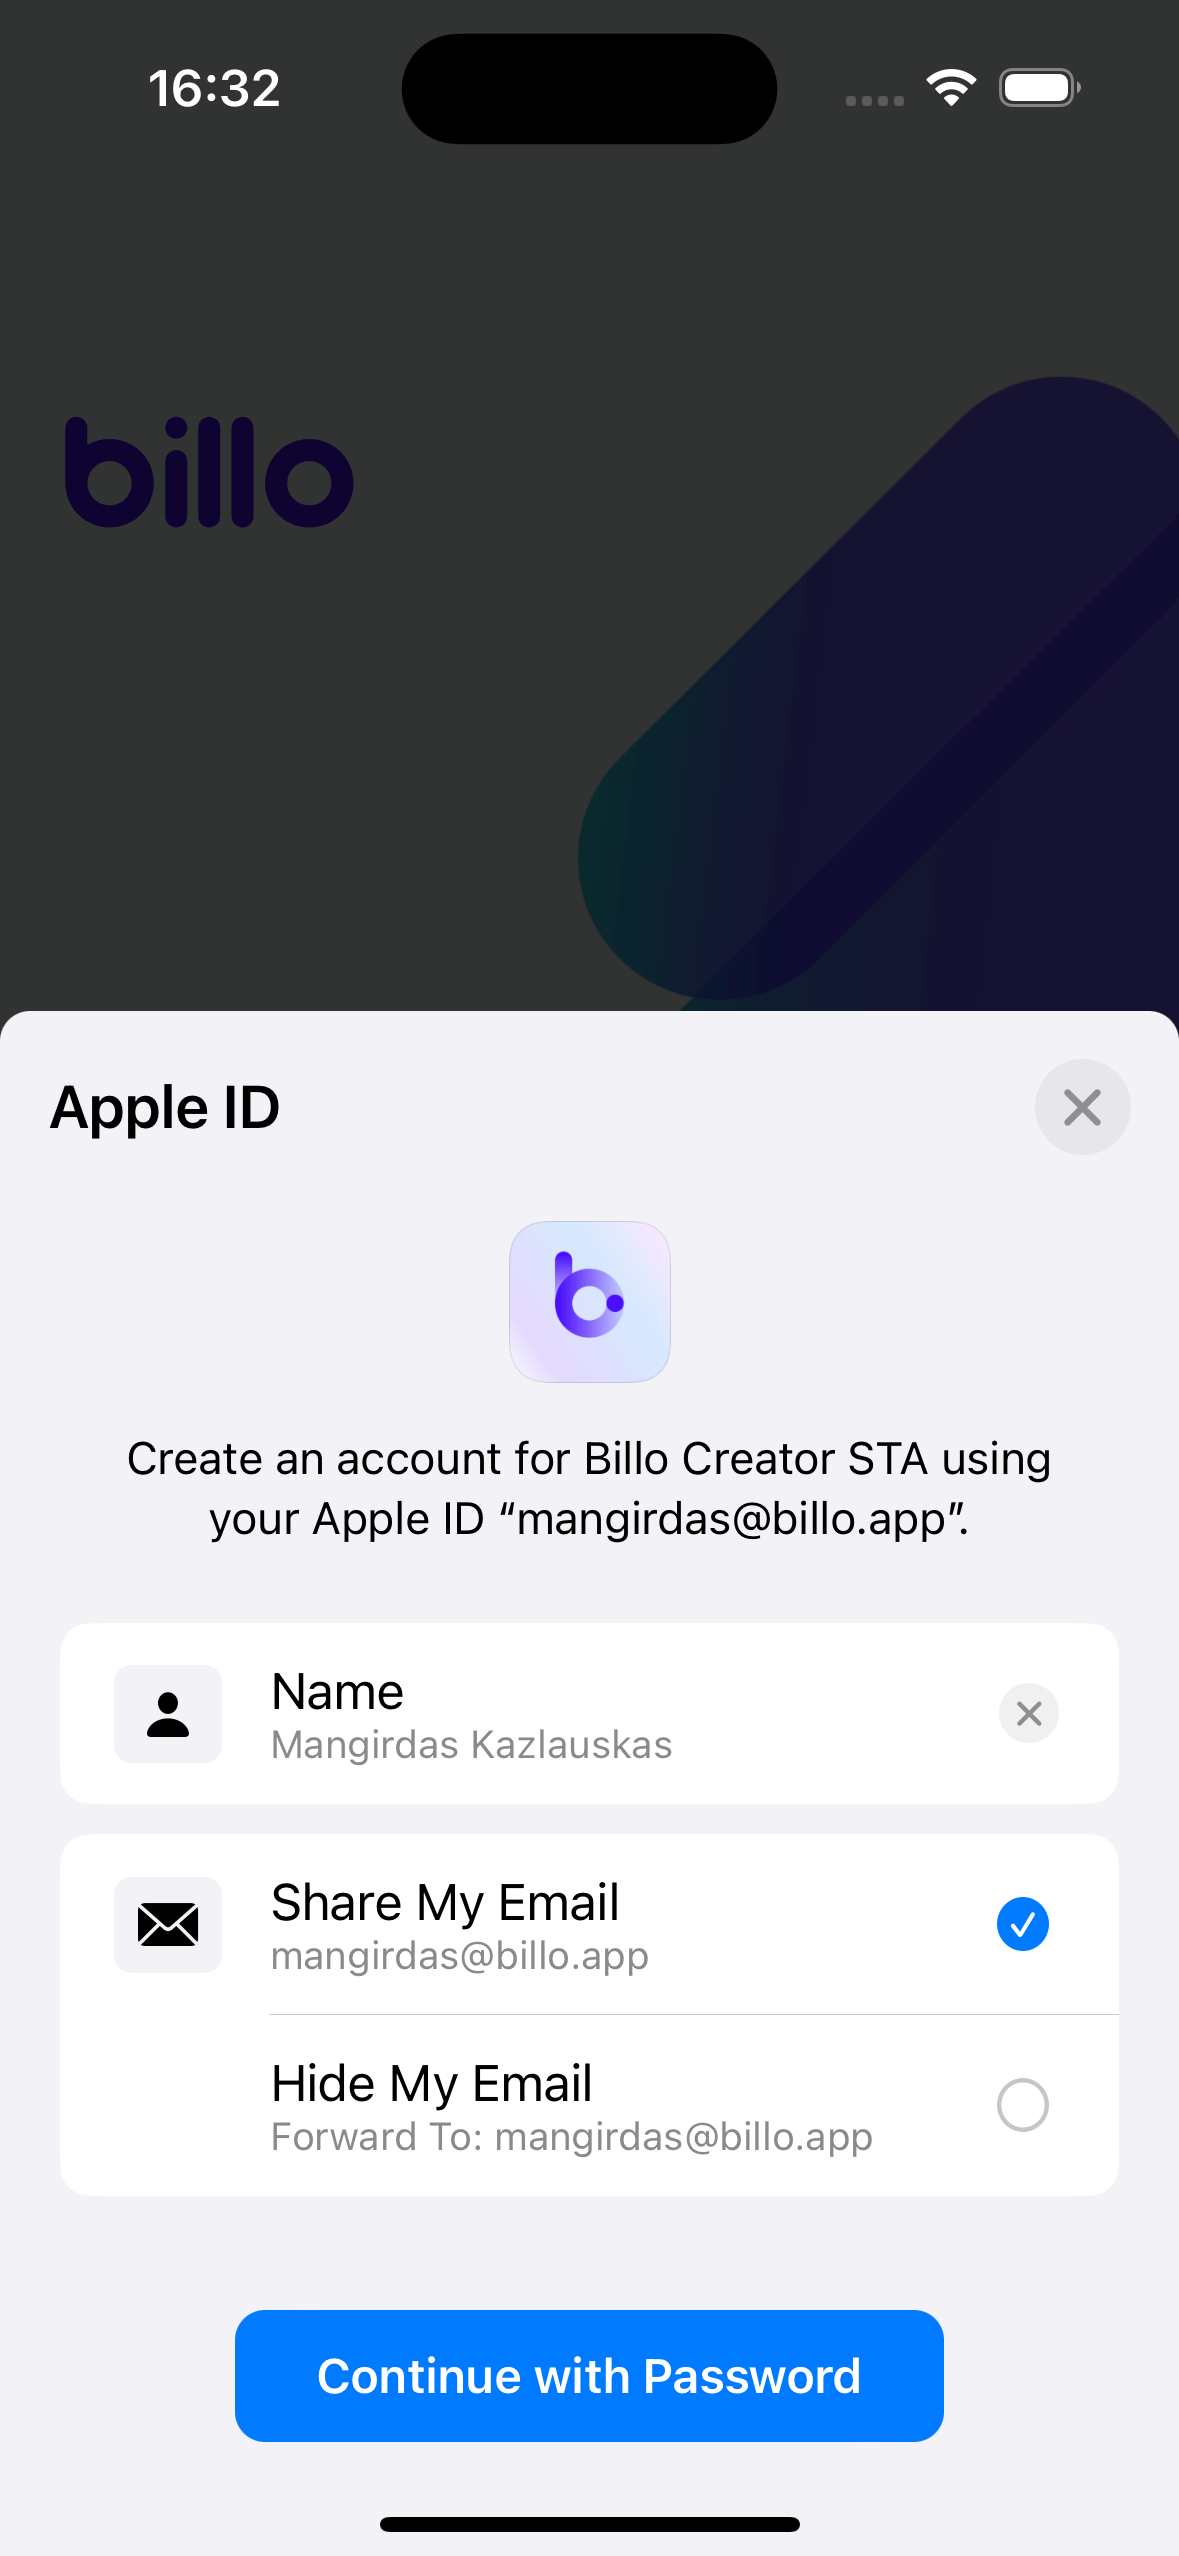 16:32
billo
Apple ID
Create an account for Billo Creator STA using
your Apple ID “mangirdas@billo.app”.
Name
Mangirdas Kazlauskas
Share My Email
mangirdas@billo.app
Hide My Email
Forward To: mangirdas@billo.app
Continue with Password